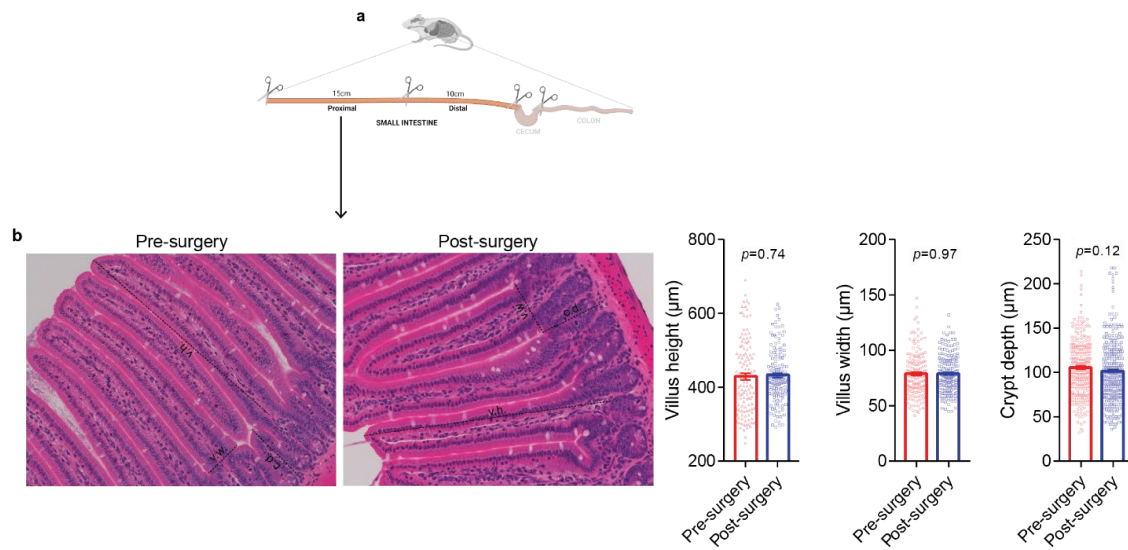 a
15cm
10cm
Proximal
Distal
SMALL INTESTINE
CECUM
COLON
b
Pre-surgery
Post-surgery
v.h
v.w
c.d
v.w
c.d
v.h
Villus height (µm)
800
600
400
200
p=0.74
Pre-surgery
Post-surgery
Villus width (µm)
200
150
100
50
0
p=0.97
Pre-surgery
Post-surgery
Crypt depth (µm)
250
200
150
100
50
0
p=0.12
Pre-surgery
Post-surgery